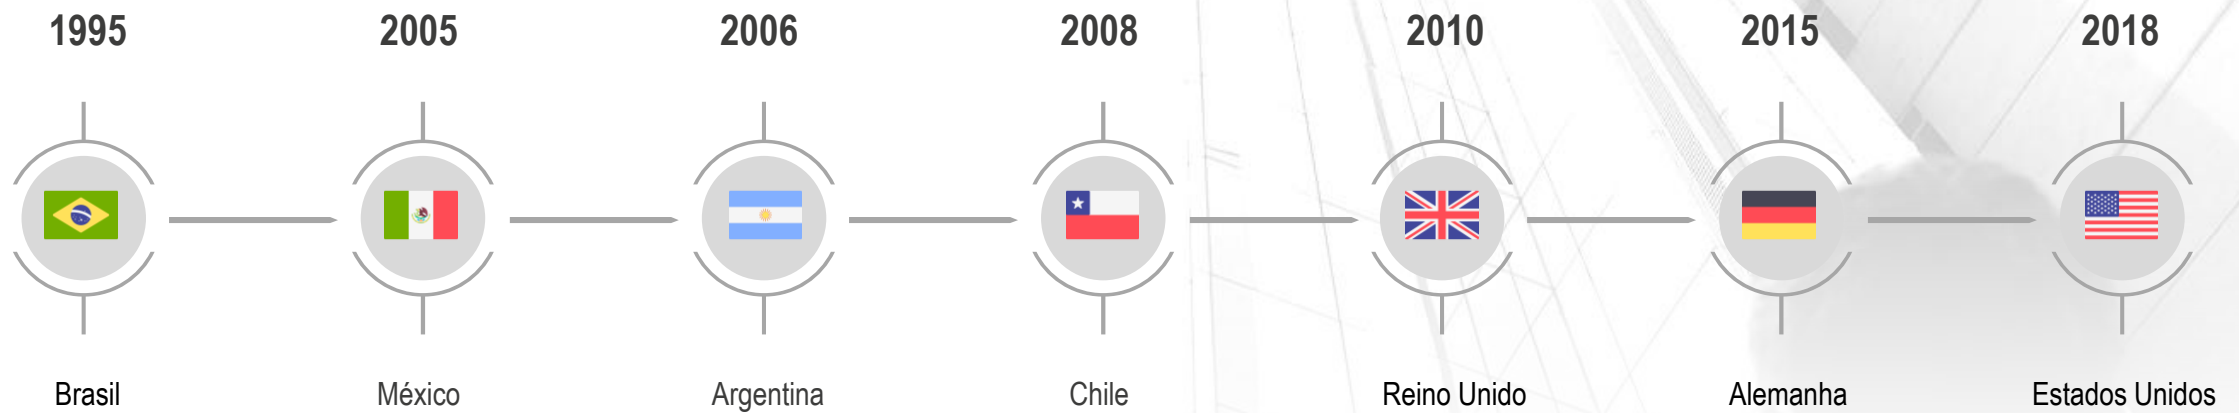 1995 2005 2006 2008 2010 2015 2018
Brasil México Argentina Chile Reino Unido Alemanha Estados Unidos